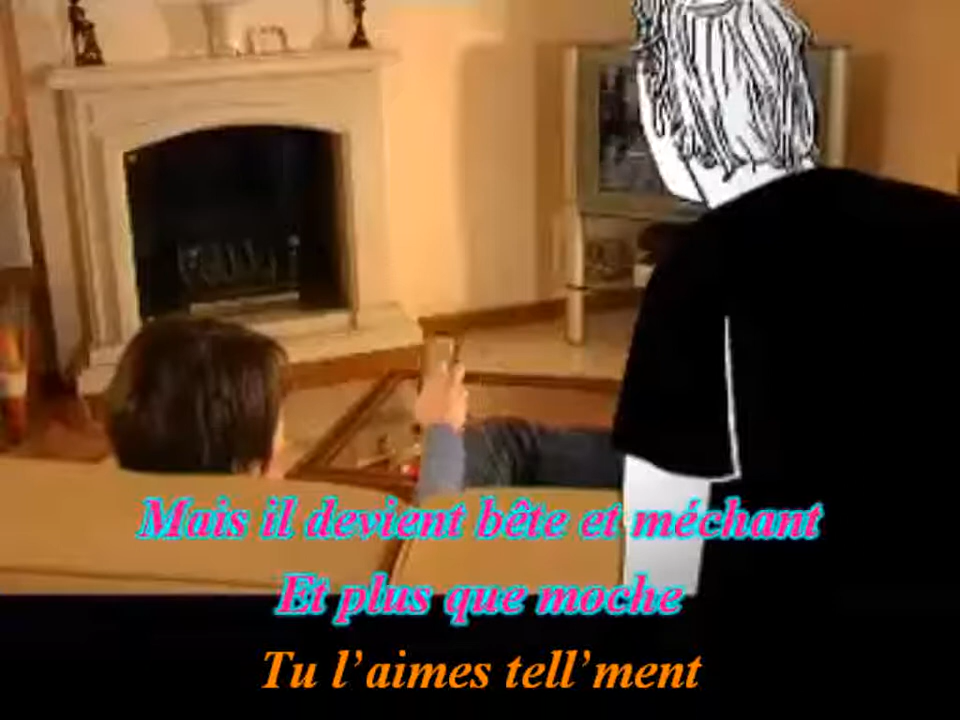 Mais il devient bête et méchant
Et plus que moche
Tu l'aimes tell'ment